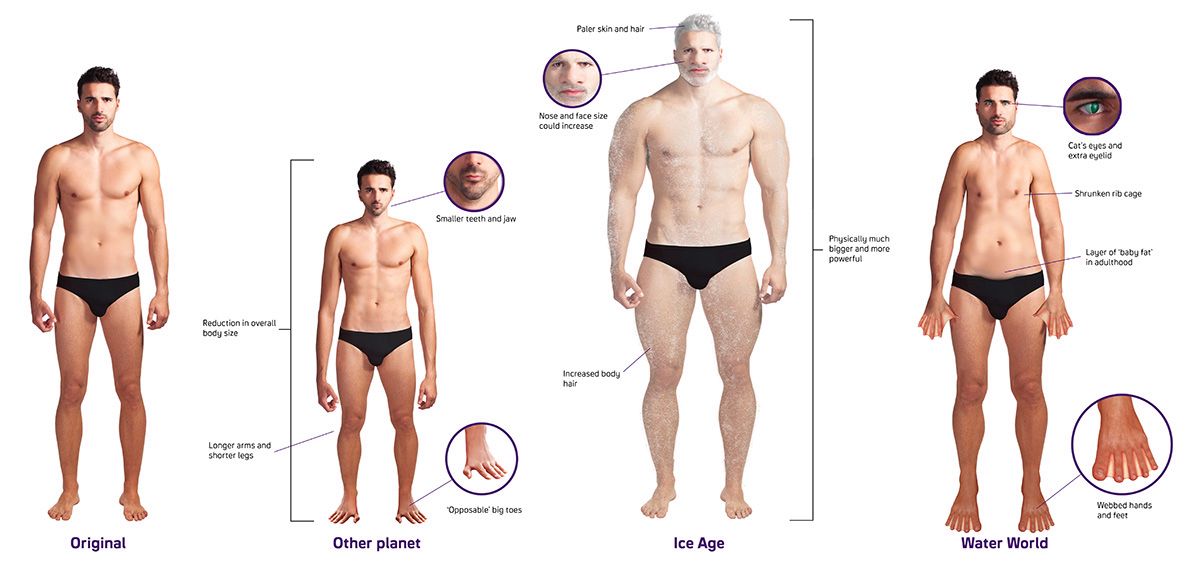 Original
Reduction in overall
body size
Smaller teeth and jaw
Longer arms and
shorter legs
‘Opposable’ big toes
Other planet
Paler skin and hair
Nose and face size
could increase
Physically much
bigger and more
powerful
Increased body
hair
Ice Age
Cat’s eyes and
extra eyelid
Shrunken rib cage
Layer of ‘baby fat’
in adulthood
Webbed hands
and feet
Water World